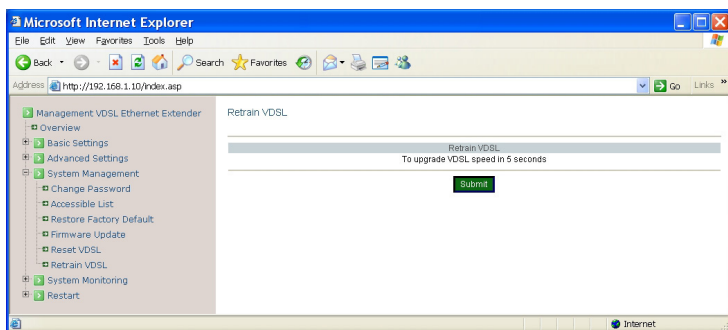 Microsoft Internet Explorer
File Edit View Favorites Tools Help
Back Search Favorites
Address http://192.168.1.10/index.asp Go Links »
Management VDSL Ethernet Extender
Overview
Basic Settings
Advanced Settings
System Management
Change Password
Accessible List
Restore Factory Default
Firmware Update
Reset VDSL
Retrain VDSL
System Monitoring
Restart
Retrain VDSL
Retrain VDSL
To upgrade VDSL speed in 5 seconds
Submit
Internet